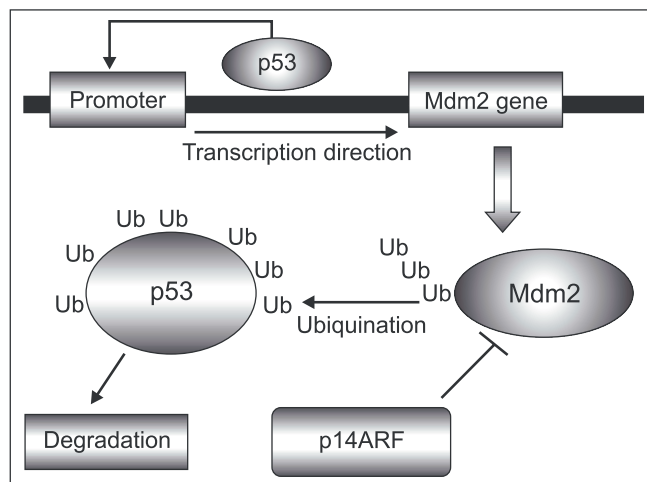 p53
Promoter
Mdm2 gene
Transcription direction
Ub Ub
Ub
Ub
Ub
Ub
Ub
Ub
Ub
Ub
p53
Mdm2
Ubiquination
Degradation
p14ARF